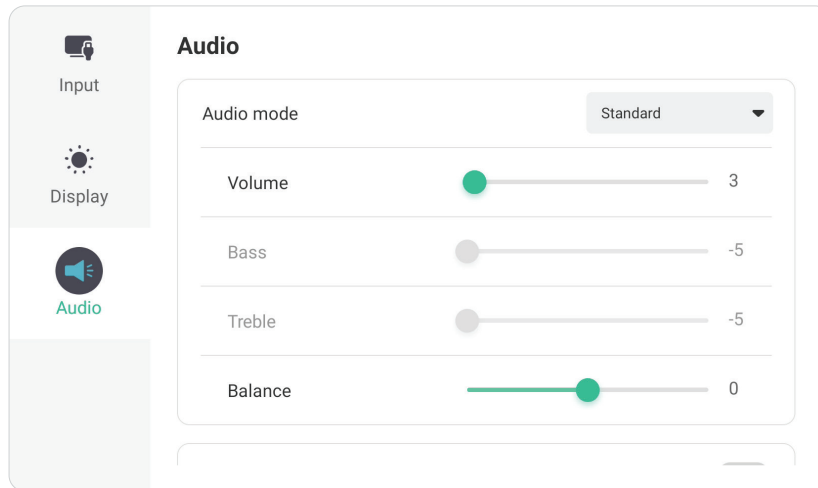 Audio
Input
Audio mode
Standard
Volume
3
Display
Bass
-5
Audio
Treble
-5
Balance
0